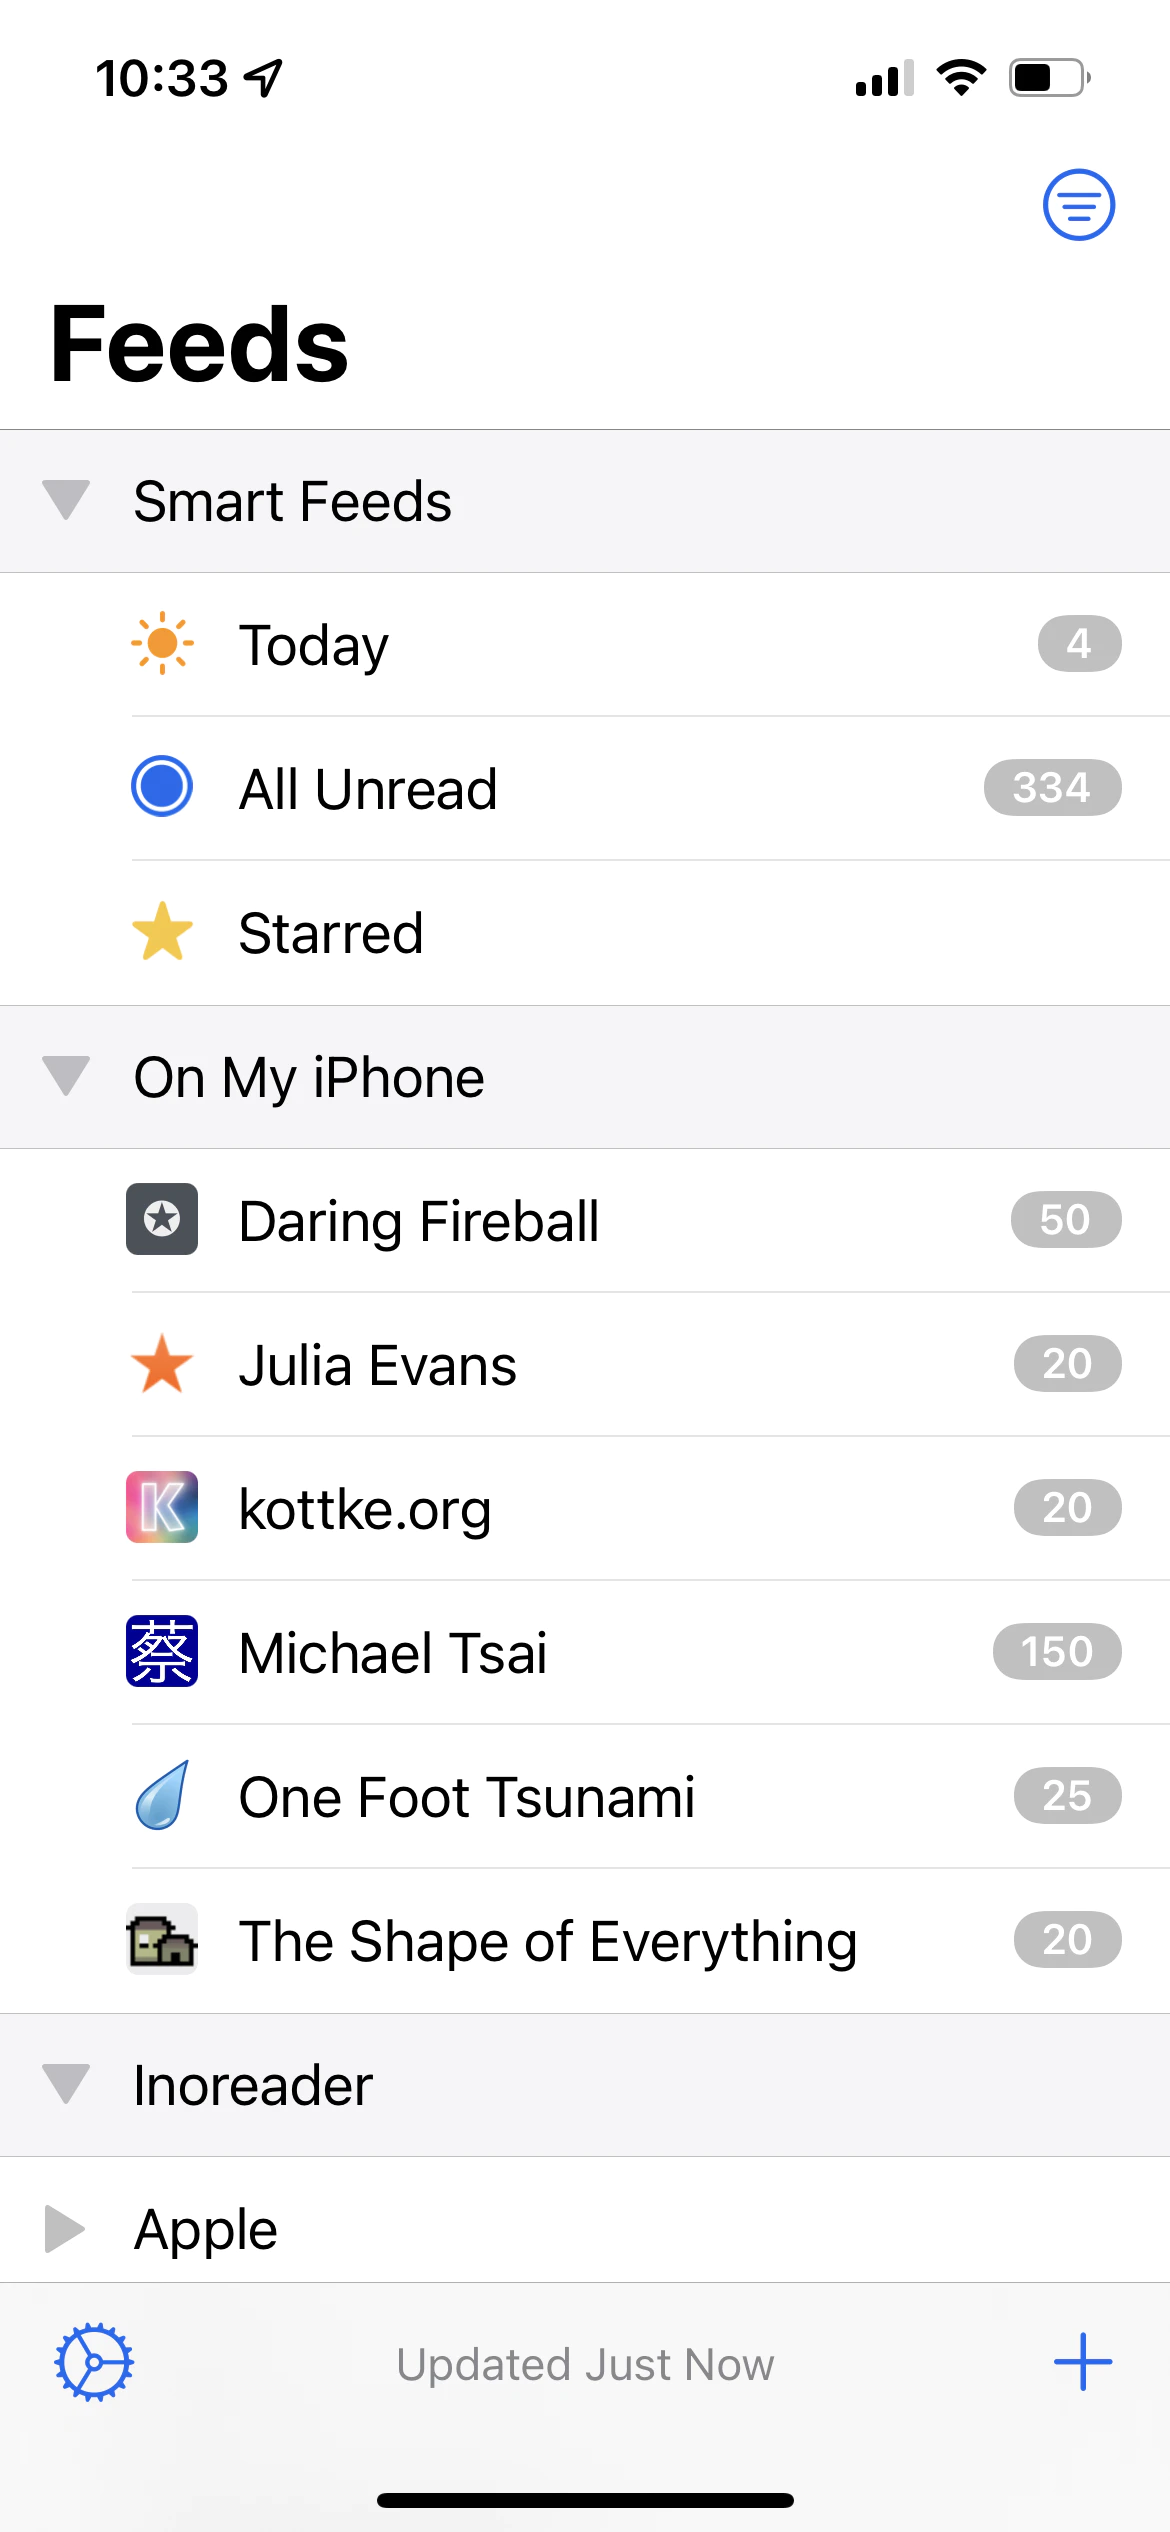 10:33
Feeds
Smart Feeds
Today 4
All Unread 334
Starred
On My iPhone
Daring Fireball 50
Julia Evans 20
K kottke.org 20
蔡 Michael Tsai 150
One Foot Tsunami 25
The Shape of Everything 20
Inoreader
Apple
Updated Just Now